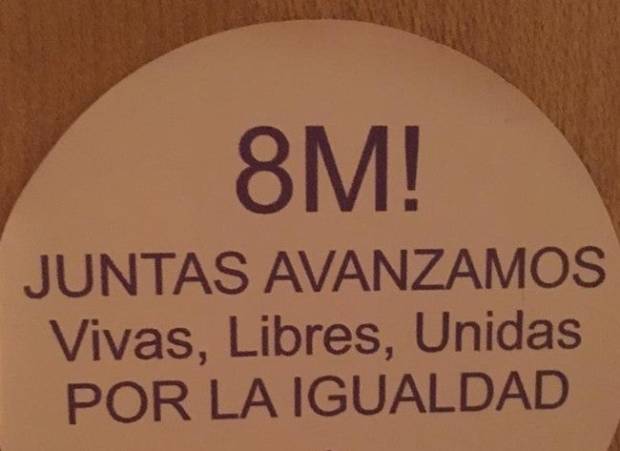 8M!
JUNTAS AVANZAMOS
Vivas, Libres, Unidas
POR LA IGUALDAD